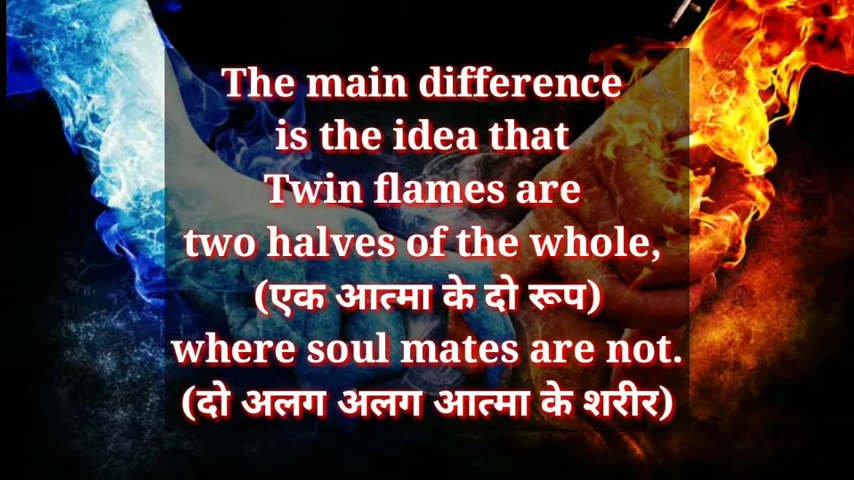 The main difference
is the idea that
Twin flames are
two halves of the whole,
(एक आत्मा के दो रूप)
where soul mates are not.
(दो अलग अलग आत्मा के शरीर)